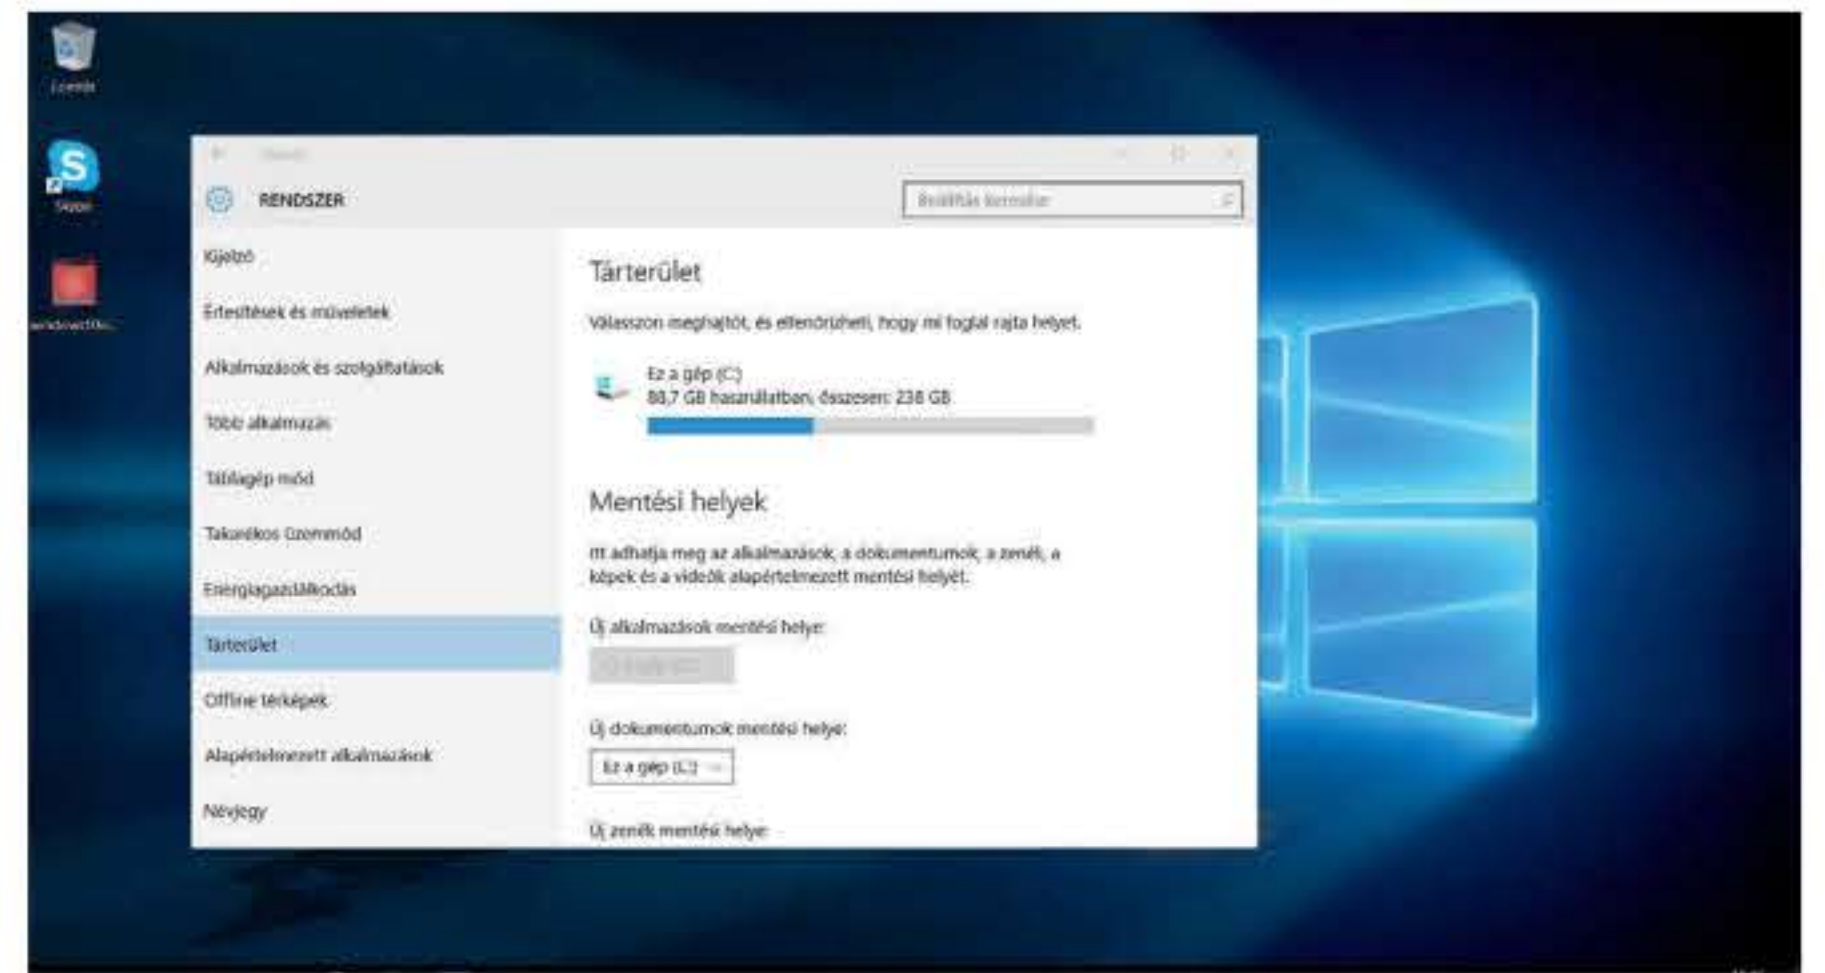 Skype
RENDSZER
Kijelző
Értesítések és műveletek
Alkalmazások és szolgáltatások
Több alkalmazás
Táblagép mód
Takarékos üzemmód
Energiagazdálkodás
Tárterület
Offline térképek
Alapértelmezett alkalmazások
Névjegy
Tárterület
Válasszon meghajtót, és ellenőrizheti, hogy mi foglal rajta helyet.
Ez a gép (C:)
88,7 GB használatban, összesen: 238 GB
Mentési helyek
Itt adhatja meg az alkalmazások, a dokumentumok, a zenék, a
képek és a videók alapértelmezett mentési helyét.
Új alkalmazások mentési helye:
Új dokumentumok mentési helye:
Ez a gép (C:)
Új zenék mentési helye: